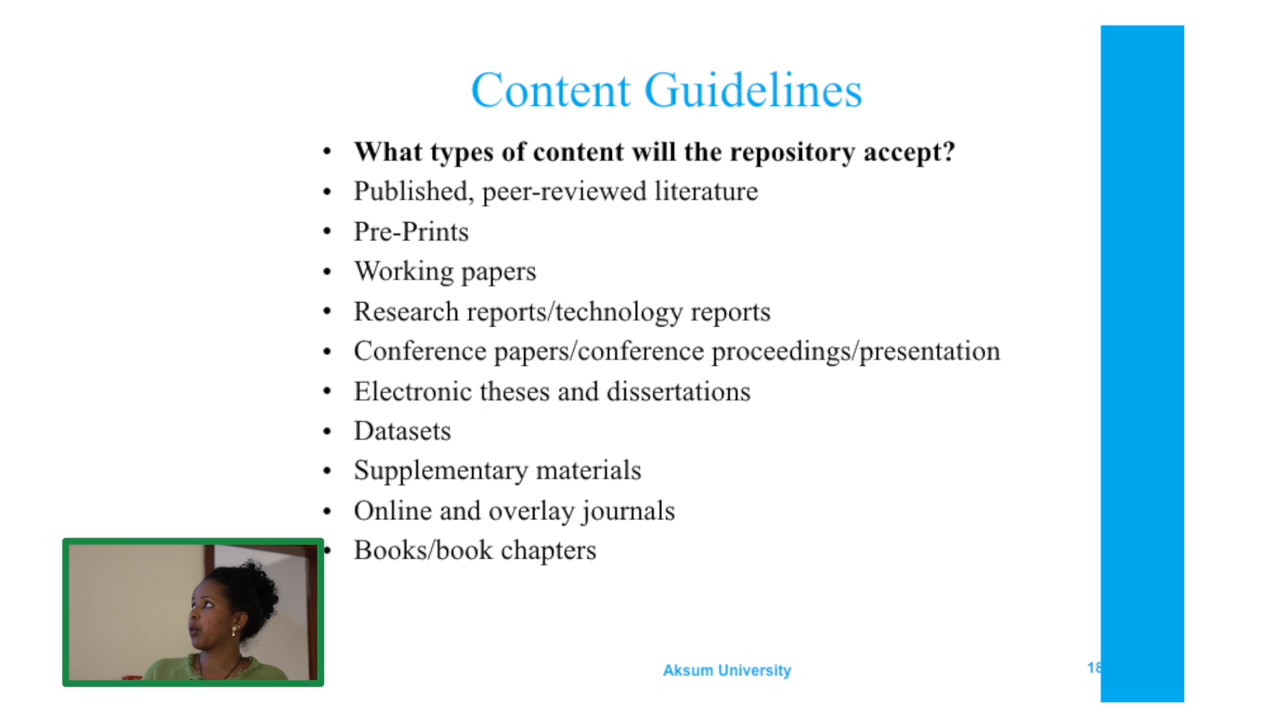 Content Guidelines
• What types of content will the repository accept?
• Published, peer-reviewed literature
• Pre-Prints
• Working papers
• Research reports/technology reports
• Conference papers/conference proceedings/presentation
• Electronic theses and dissertations
• Datasets
• Supplementary materials
• Online and overlay journals
• Books/book chapters
Aksum University
18